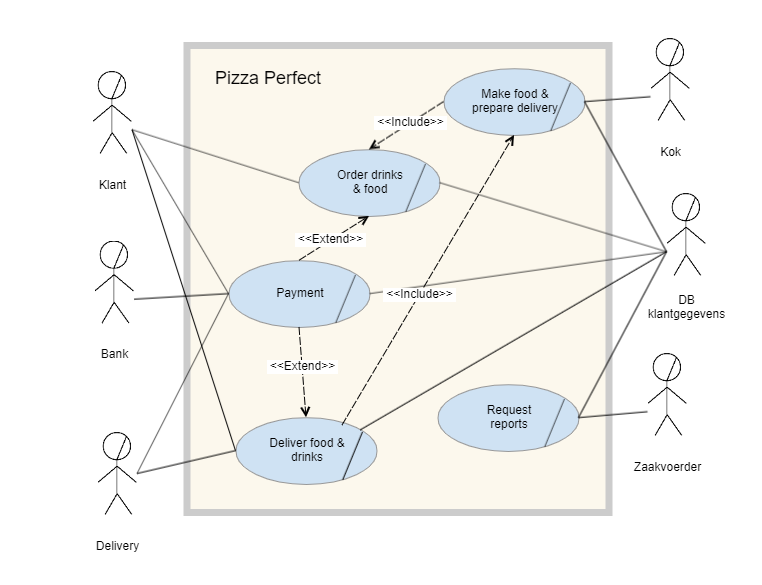 Pizza Perfect
Make food &
prepare delivery
<<Include>>
Klant
Kok
Order drinks
& food
<<Extend>>
Payment
<<Include>>
DB
klantgegevens
Bank
<<Extend>>
Request
reports
Deliver food &
drinks
Zaakvoerder
Delivery